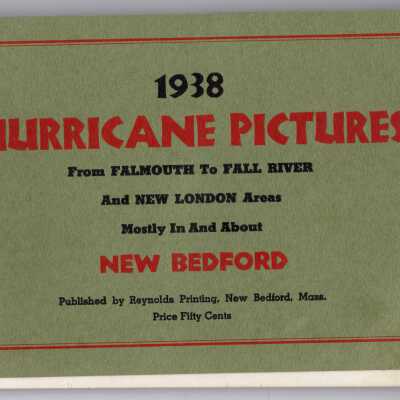 1938
HURRICANE PICTURES
From FALMOUTH To FALL RIVER
And NEW LONDON Areas
Mostly In And About
NEW BEDFORD
Published by Reynolds Printing, New Bedford, Mass.
Price Fifty Cents